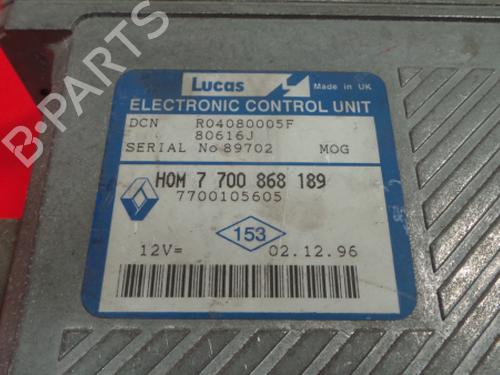 Lucas Made in UK
ELECTRONIC CONTROL UNIT
DCN R04080005F
80616J
SERIAL No 89702 MOG
HOM 7 700 868 189
7700105605
153
12V= 02.12.96
B-PARTS